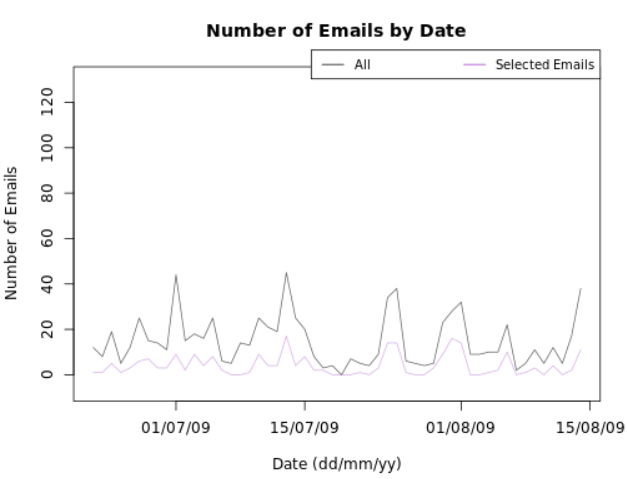 Number of Emails by Date
All
Selected Emails
120
100
80
60
40
20
0
Number of Emails
01/07/09
15/07/09
01/08/09
15/08/09
Date (dd/mm/yy)